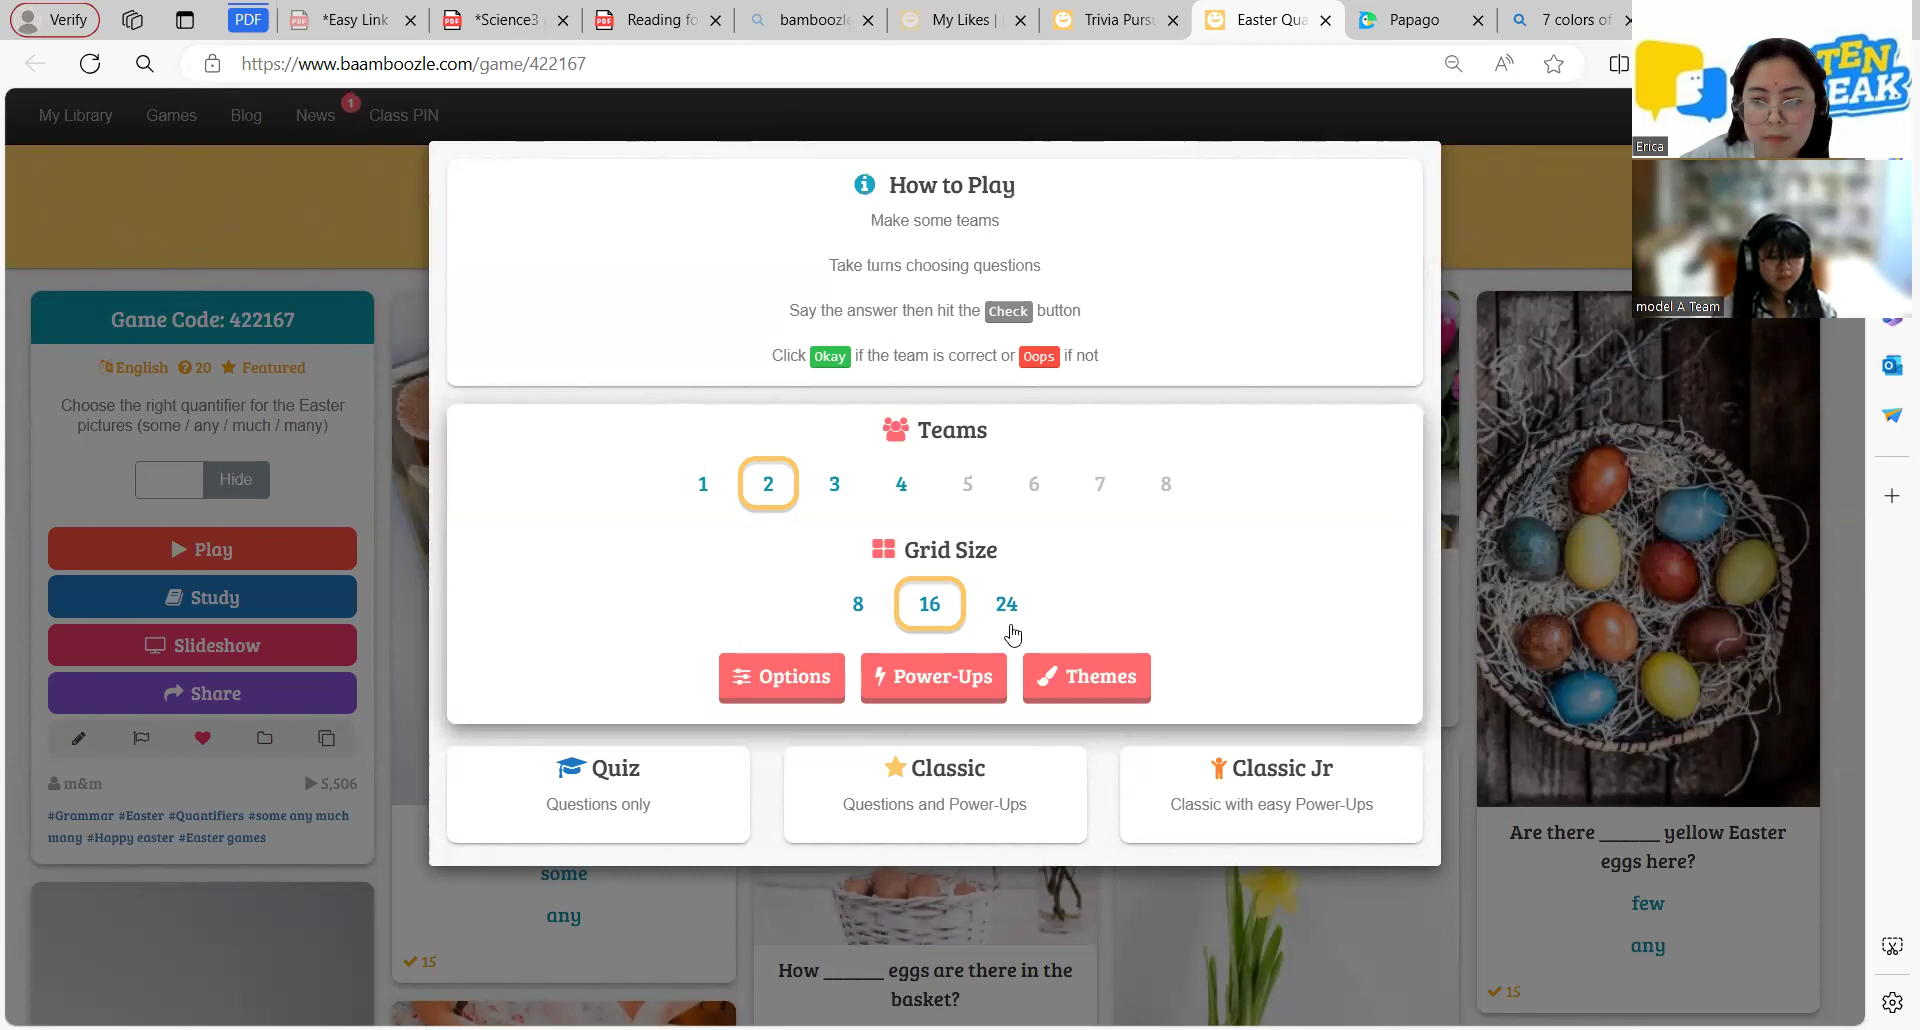 Verify
PDF
*Easy Link
*Science3
Reading fo
bamboozle
My Likes |
Trivia Purs
Easter Qua
Papago
7 colors of
https://www.baamboozle.com/game/422167
TEN
EAK
Erica
model A Team
My Library
Games
Blog
News
1
Class PIN
How to Play
Make some teams
Take turns choosing questions
Say the answer then hit the Check button
Click Okay if the team is correct or Oops if not
Teams
1 2 3 4 5 6 7 8
Grid Size
8 16 24
Options
Power-Ups
Themes
Quiz
Questions only
Classic
Questions and Power-Ups
Classic Jr
Classic with easy Power-Ups
Game Code: 422167
English 20 Featured
Choose the right quantifier for the Easter
pictures (some / any / much / many)
Hide
Play
Study
Slideshow
Share
m&m
5,506
#Grammar #Easter #Quantifiers #some any much
many #Happy easter #Easter games
some
any
15
How ______ eggs are there in the
basket?
Are there ______ yellow Easter
eggs here?
few
any
15